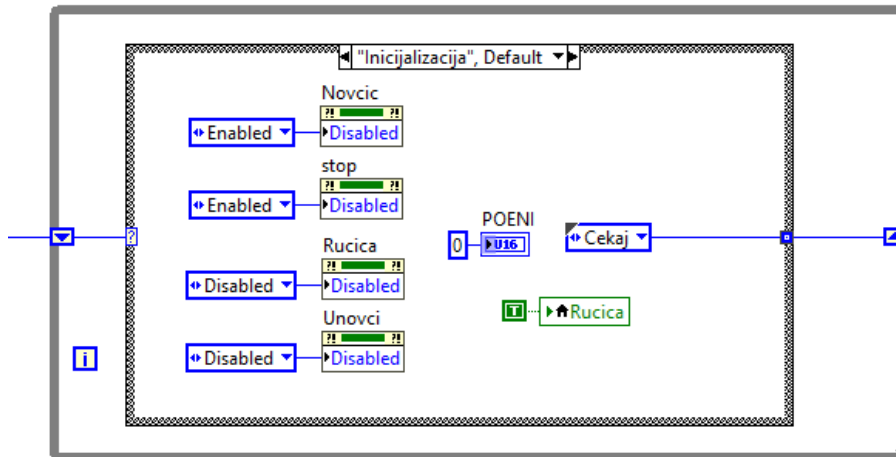 "Inicijalizacija", Default
Novcic
?! ?!
Enabled Disabled
stop
?! ?!
Enabled Disabled
POENI
0 U16
Cekaj
?
Rucica
?! ?!
Disabled Disabled
T Rucica
Unovci
?! ?!
Disabled Disabled
i